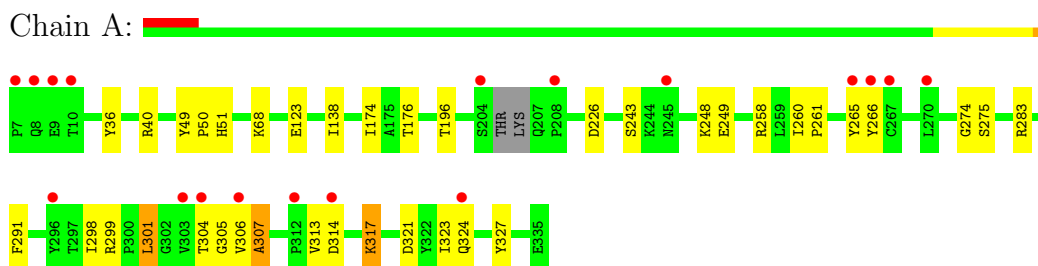 Chain A:
P7 Q8 E9 T10 Y36 R40 Y49 P50 H51 K68 E123 I138 I174 A175 T176 T196 S204 THR LYS Q207 P208 D226 S243 K244 N245 K248 E249 R258 L259 I260 P261 Y265 Y266 C267 L270 G274 S275 R283
F291 Y296 T297 I298 R299 P300 L301 G302 V303 T304 G305 V306 A307 P312 V313 D314 K317 D321 Y322 I323 Q324 Y327 E335